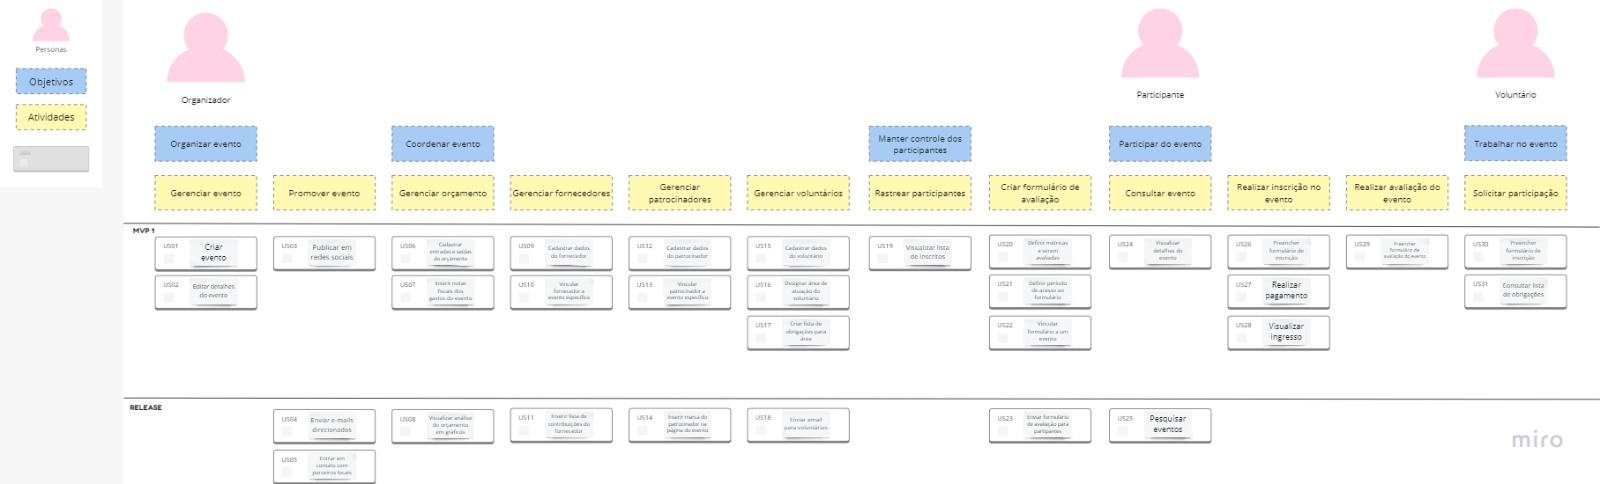 Personas
Objetivos
Atividades
Organizador
Participante
Voluntário
Organizar evento
Coordenar evento
Manter controle dos
participantes
Participar do evento
Trabalhar no evento
Gerenciar evento
Promover evento
Gerenciar orçamento
Gerenciar fornecedores
Gerenciar
patrocinadores
Gerenciar voluntários
Rastrear participantes
Criar formulário de
avaliação
Consultar evento
Realizar inscrição no
evento
Realizar avaliação do
evento
Solicitar participação
MVP 1
US01
Criar
evento
US03
Publicar em
redes sociais
US06
Cadastrar
entradas e saídas
do orçamento
US09
Cadastrar dados
do fornecedor
US12
Cadastrar dados
do patrocinador
US15
Cadastrar dados
do voluntário
US19
Visualizar lista
de inscritos
US20
Definir métricas
a serem
avaliadas
US24
Visualizar
detalhes do
evento
US26
Preencher
formulário de
inscrição
US29
Preencher
formulário de
avaliação do evento
US30
Preencher
formulário de
inscrição
US02
Editar detalhes
do evento
US07
Inserir notas
fiscais dos
gastos do evento
US10
Vincular
fornecedor a
evento específico
US13
Vincular
patrocinador a
evento específico
US16
Designar área de
atuação do
voluntário
US21
Definir período
de acesso ao
formulário
US27
Realizar
pagamento
US31
Consultar lista
de obrigações
US17
Criar lista de
obrigações para
área
US22
Vincular
formulário a um
evento
US28
Visualizar
ingresso
RELEASE
US04
Enviar e-mails
direcionados
US08
Visualizar análise
do orçamento
em gráficos
US11
Inserir lista de
contribuições do
fornecedor
US14
Inserir marca do
patrocinador na
página do evento
US18
Enviar email
para voluntários
US23
Enviar formulário
de avaliação para
participantes
US25
Pesquisar
eventos
US05
Entrar em
contato com
parceiros locais
miro